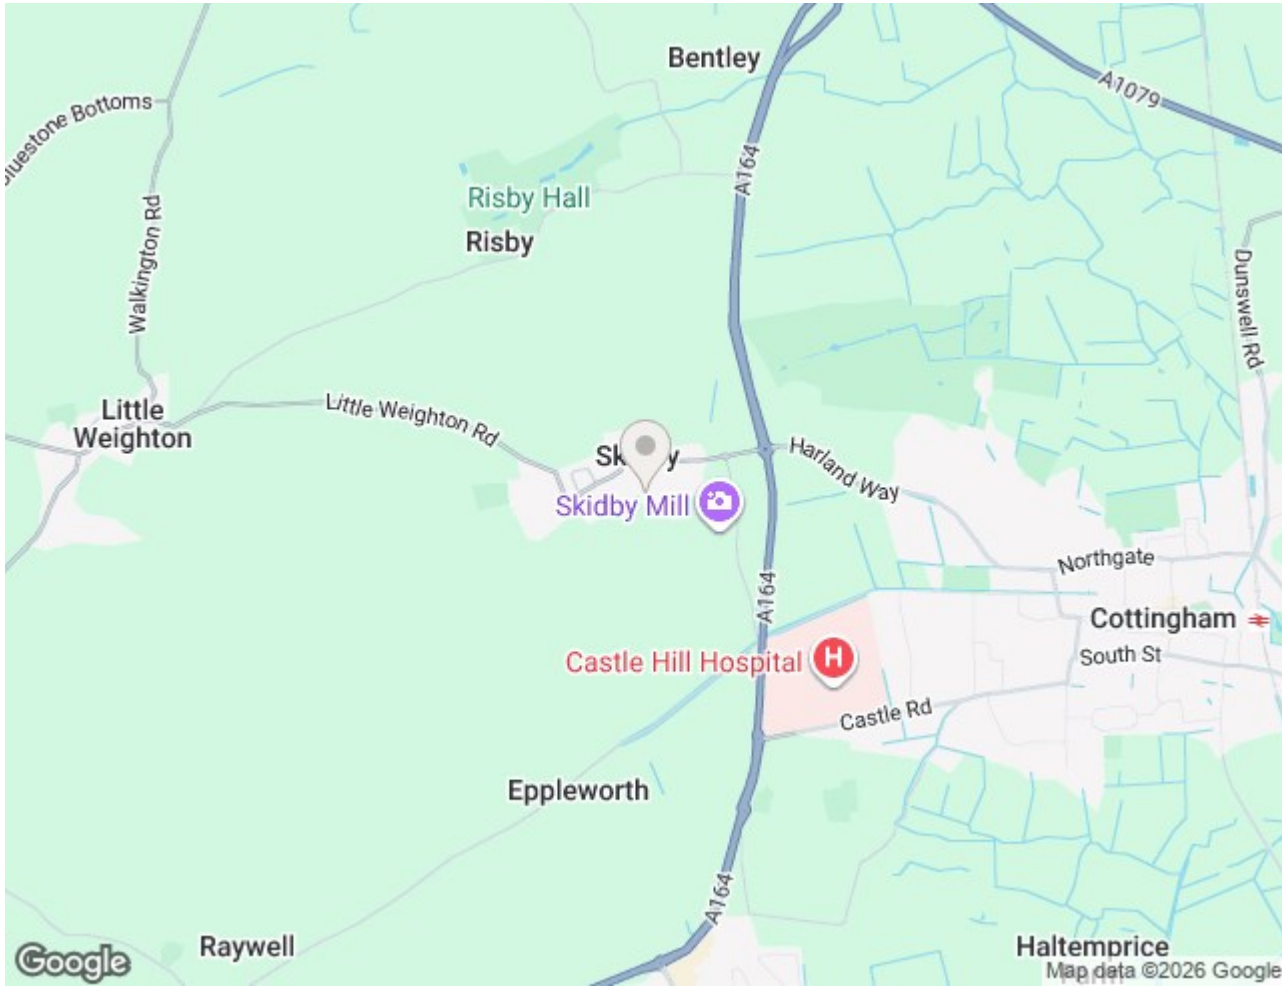 Bentley
A1079
Bluestone Bottoms
A164
Walkington Rd
Risby Hall
Risby
Dunswell Rd
Little
Weighton
Little Weighton Rd
Harland Way
Skidby Mill
Northgate
A164
Cottingham
South St
Castle Hill Hospital
H
Castle Rd
Eppleworth
A164
Raywell
Haltemprice
Google
Map data ©2026 Google